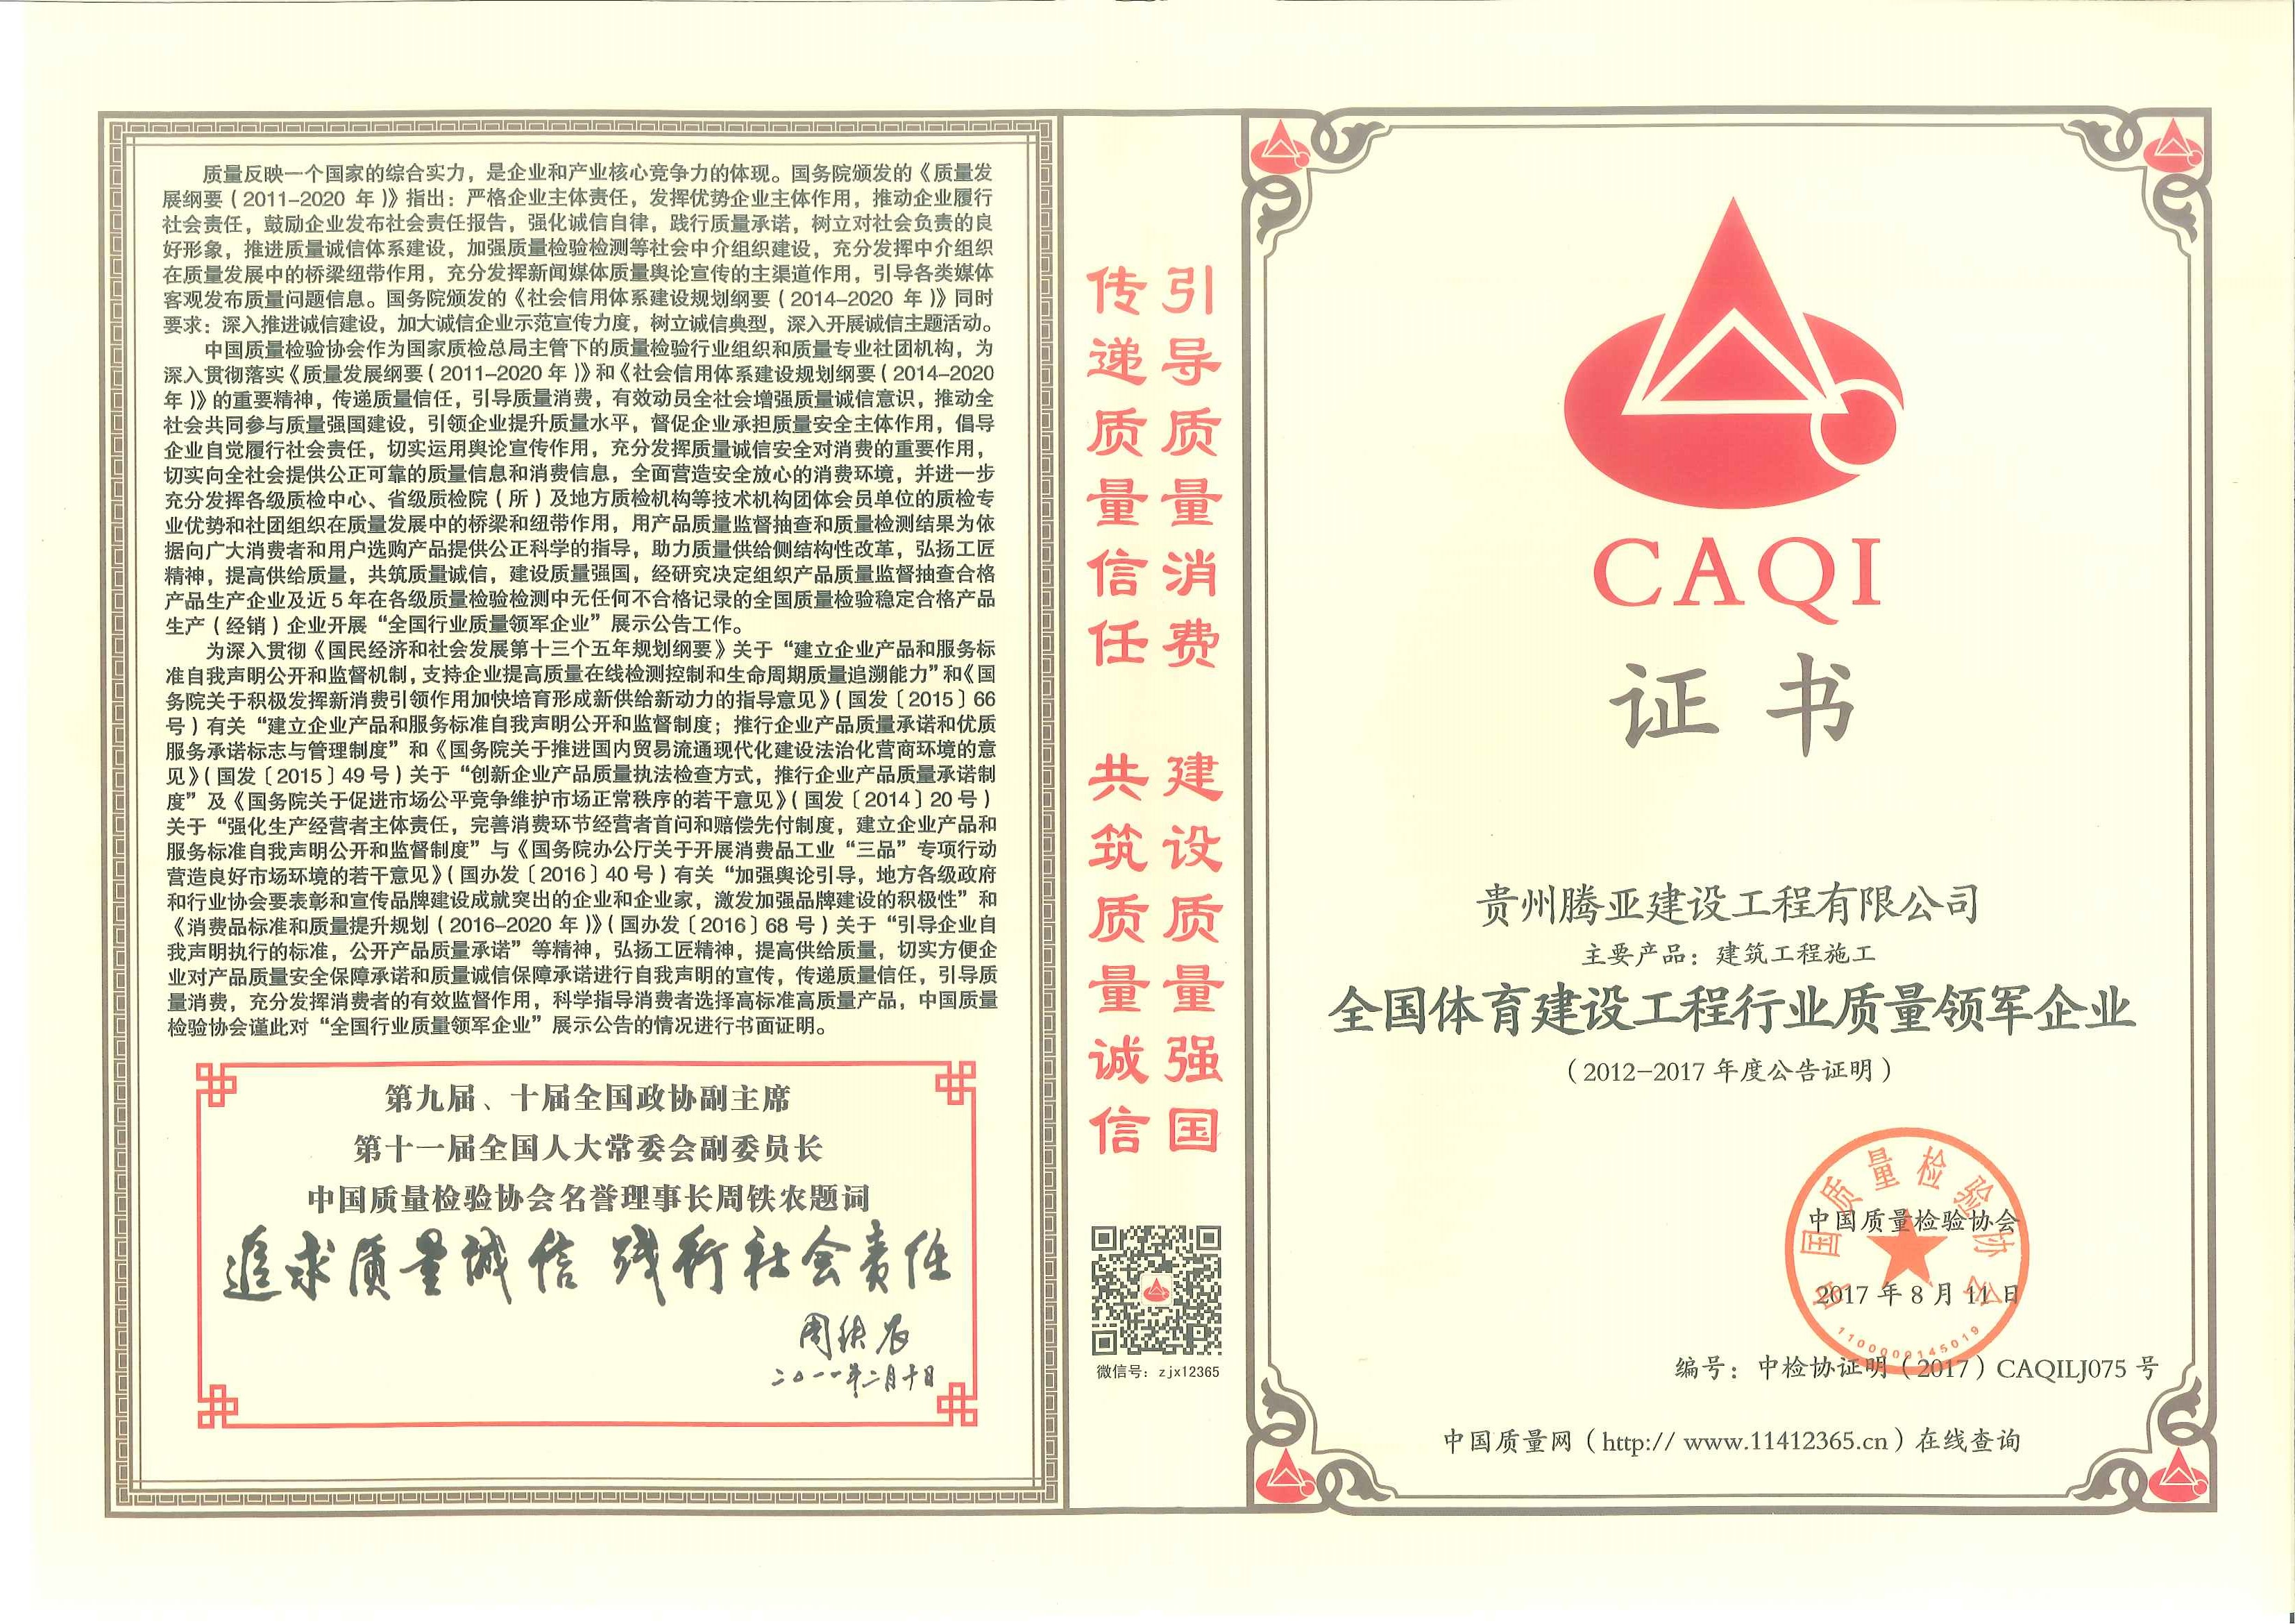 质量反映一个国家的综合实力，是企业和产业核心竞争力的体现。国务院颁发的《质量发
展纲要（2011-2020 年）》指出：严格企业主体责任，发挥优势企业主体作用，推动企业履行
社会责任，鼓励企业发布社会责任报告，强化诚信自律，践行质量承诺，树立对社会负责的良
好形象，推进质量诚信体系建设，加强质量检验检测等社会中介组织建设，充分发挥中介组织
在质量发展中的桥梁纽带作用，充分发挥新闻媒体质量舆论宣传的主渠道作用，引导各类媒体
客观发布质量问题信息。国务院颁发的《社会信用体系建设规划纲要（2014-2020 年）》同时
要求：深入推进诚信建设，加大诚信企业示范宣传力度，树立诚信典型，深入开展诚信主题活动。
中国质量检验协会作为国家质检总局主管下的质量检验行业组织和质量专业社团机构，为
深入贯彻落实《质量发展纲要（2011-2020 年）》和《社会信用体系建设规划纲要（2014-2020
年）》的重要精神，传递质量信任，引导质量消费，有效动员全社会增强质量诚信意识，推动全
社会共同参与质量强国建设，引领企业提升质量水平，督促企业承担质量安全主体作用，倡导
企业自觉履行社会责任，切实运用舆论宣传作用，充分发挥质量诚信安全对消费的重要作用，
切实向全社会提供公正可靠的质量信息和消费信息，全面营造安全放心的消费环境，并进一步
充分发挥各级质检中心、省级质检院（所）及地方质检机构等技术机构团体会员单位的质检专
业优势和社团组织在质量发展中的桥梁和纽带作用，用产品质量监督抽查和质量检测结果为依
据向广大消费者和用户选购产品提供公正科学的指导，助力质量供给侧结构性改革，弘扬工匠
精神，提高供给质量，共筑质量诚信，建设质量强国，经研究决定组织产品质量监督抽查合格
产品生产企业及近 5 年在各级质量检验检测中无任何不合格记录的全国质量检验稳定合格产品
生产（经销）企业开展“全国行业质量领军企业”展示公告工作。
为深入贯彻《国民经济和社会发展第十三个五年规划纲要》关于“建立企业产品和服务标
准自我声明公开和监督机制，支持企业提高质量在线检测控制和生命周期质量追溯能力”和《国
务院关于积极发挥新消费引领作用加快培育形成新供给新动力的指导意见》（国发〔2015〕66
号）有关“建立企业产品和服务标准自我声明公开和监督制度；推行企业产品质量承诺和优质
服务承诺标志与管理制度”和《国务院关于推进国内贸易流通现代化建设法治化营商环境的意
见》（国发〔2015〕49 号）关于“创新企业产品质量执法检查方式，推行企业产品质量承诺制
度”及《国务院关于促进市场公平竞争维护市场正常秩序的若干意见》（国发〔2014〕20 号）
关于“强化生产经营者主体责任，完善消费环节经营者首问和赔偿先付制度，建立企业产品和
服务标准自我声明公开和监督制度”与《国务院办公厅关于开展消费品工业“三品”专项行动
营造良好市场环境的若干意见》（国办发〔2016〕40 号）有关“加强舆论引导，地方各级政府
和行业协会要表彰和宣传品牌建设成就突出的企业和企业家，激发加强品牌建设的积极性”和
《消费品标准和质量提升规划（2016-2020 年）》（国办发〔2016〕68 号）关于“引导企业自
我声明执行的标准，公开产品质量承诺”等精神，弘扬工匠精神，提高供给质量，切实方便企
业对产品质量安全保障承诺和质量诚信保障承诺进行自我声明的宣传，传递质量信任，引导质
量消费，充分发挥消费者的有效监督作用，科学指导消费者选择高标准高质量产品，中国质量
检验协会谨此对“全国行业质量领军企业”展示公告的情况进行书面证明。
第九届、十届全国政协副主席
第十一届全国人大常委会副委员长
中国质量检验协会名誉理事长周铁农题词
追求质量诚信 践行社会责任
周铁农
二〇一一年二月十日
传递质量信任 共筑质量诚信
引导质量消费 建设质量强国
微信号：zjx12365
CAQI
证书
贵州腾亚建设工程有限公司
主要产品：建筑工程施工
全国体育建设工程行业质量领军企业
（2012-2017 年度公告证明）
中国质量检验协会
中国质量检验协会
2017 年 8 月 11 日
1100000145019
编号：中检协证明（2017）CAQILJ075 号
中国质量网（http:// www.11412365.cn）在线查询